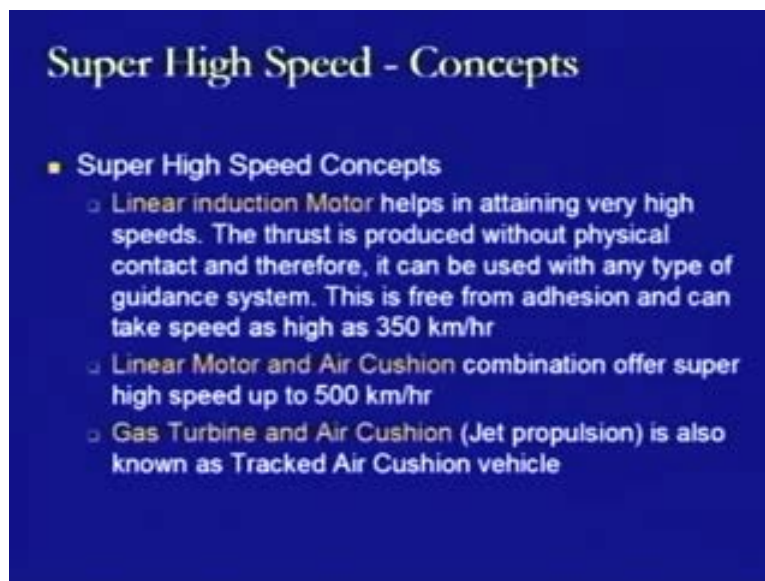 Super High Speed - Concepts
Super High Speed Concepts
Linear induction Motor helps in attaining very high
speeds. The thrust is produced without physical
contact and therefore, it can be used with any type of
guidance system. This is free from adhesion and can
take speed as high as 350 km/hr
Linear Motor and Air Cushion combination offer super
high speed up to 500 km/hr
Gas Turbine and Air Cushion (Jet propulsion) is also
known as Tracked Air Cushion vehicle